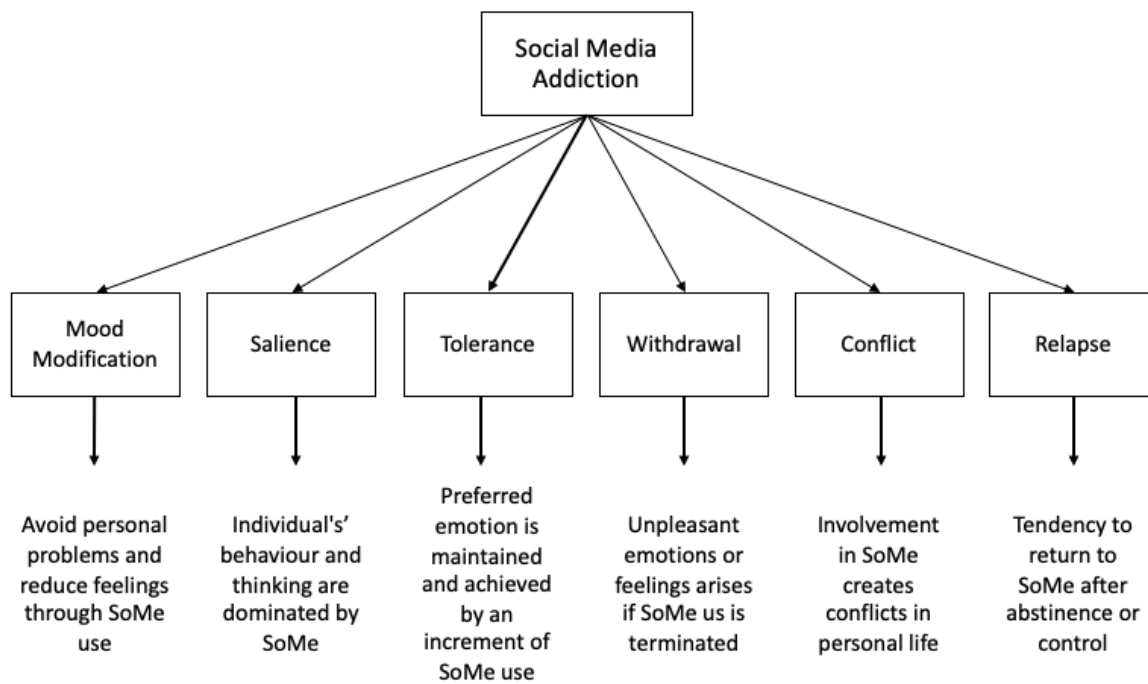 Social Media
Addiction
Mood
Modification
Salience
Tolerance
Withdrawal
Conflict
Relapse
Avoid personal
problems and
reduce feelings
through SoMe
use
Individual's’
behaviour and
thinking are
dominated by
SoMe
Preferred
emotion is
maintained
and achieved
by an
increment of
SoMe use
Unpleasant
emotions or
feelings arises
if SoMe us is
terminated
Involvement
in SoMe
creates
conflicts in
personal life
Tendency to
return to
SoMe after
abstinence or
control